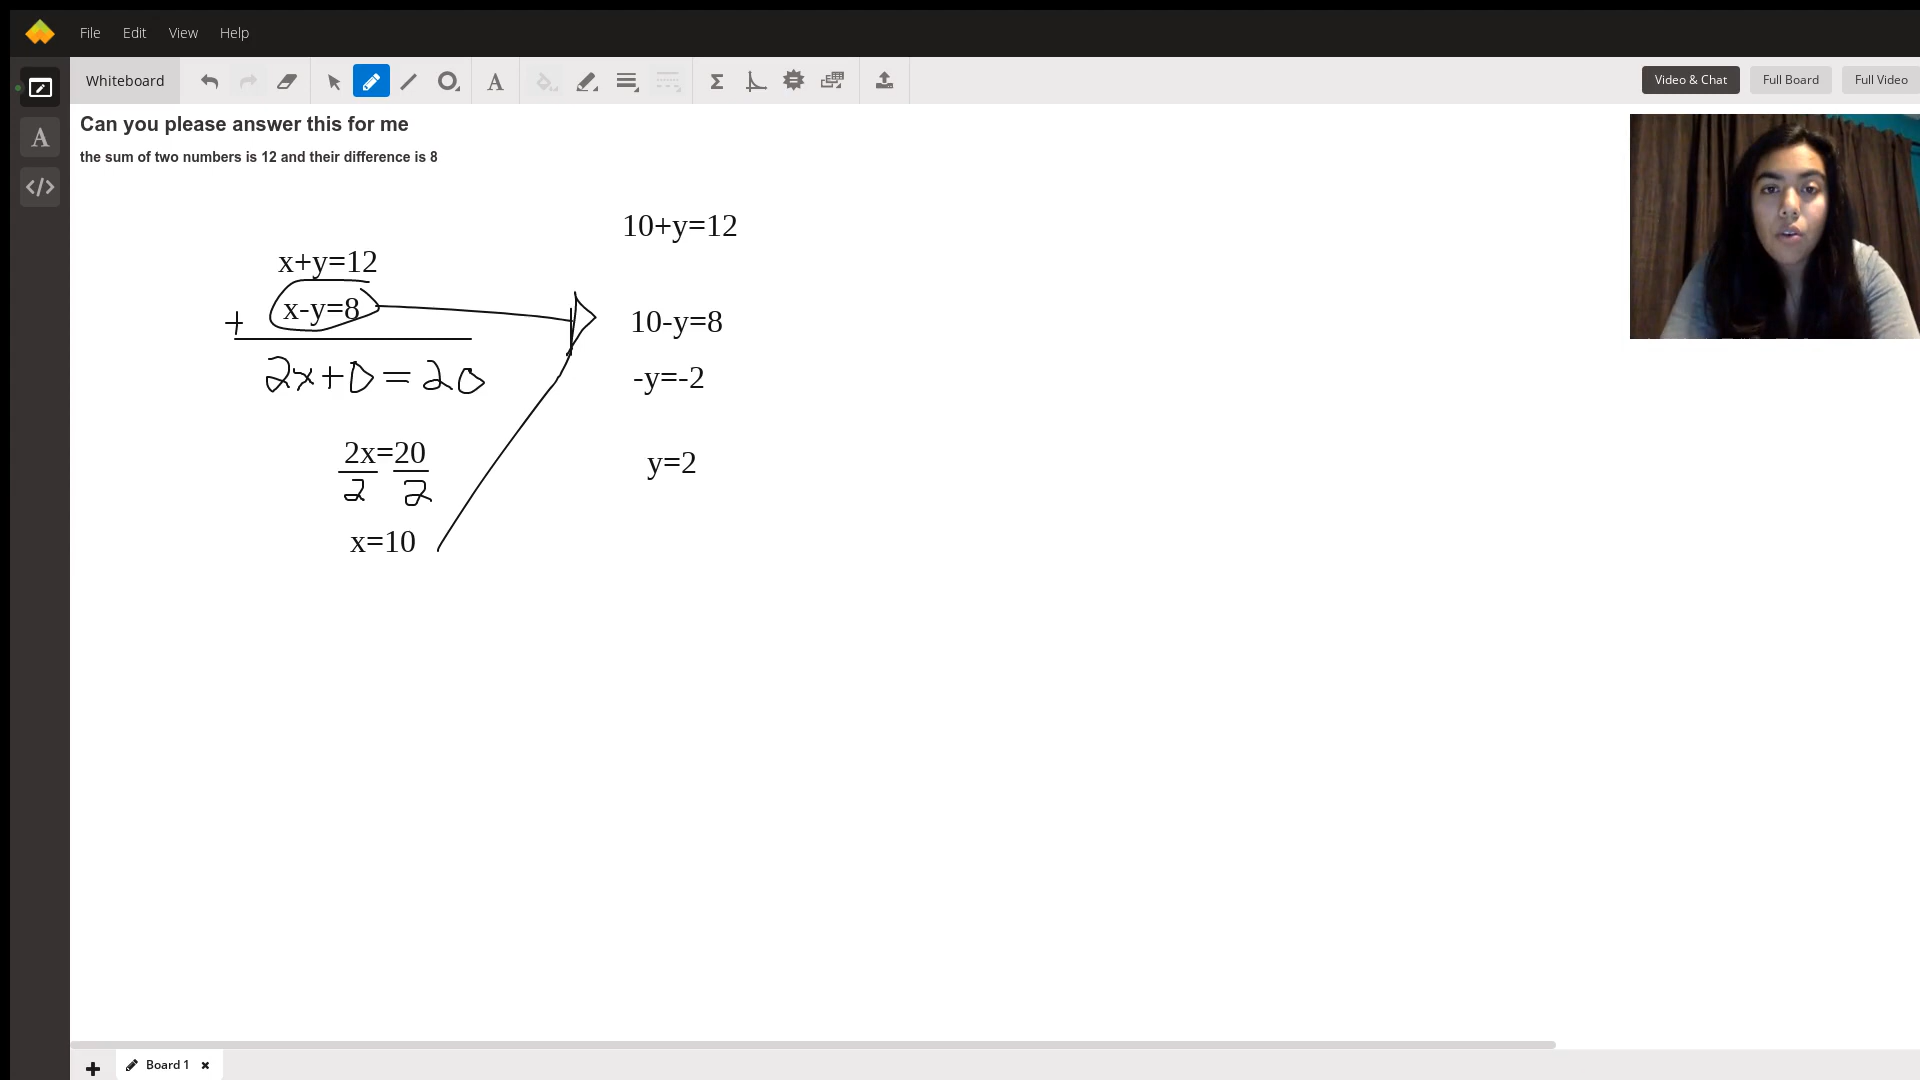 File Edit View Help
Whiteboard
A
Σ
Video & Chat
Full Board
Full Video
A
</>
Can you please answer this for me
the sum of two numbers is 12 and their difference is 8
x+y=12
x-y=8
+
2x+0=20
2x=20
2 2
x=10
10+y=12
10-y=8
-y=-2
y=2
+
Board 1 ×